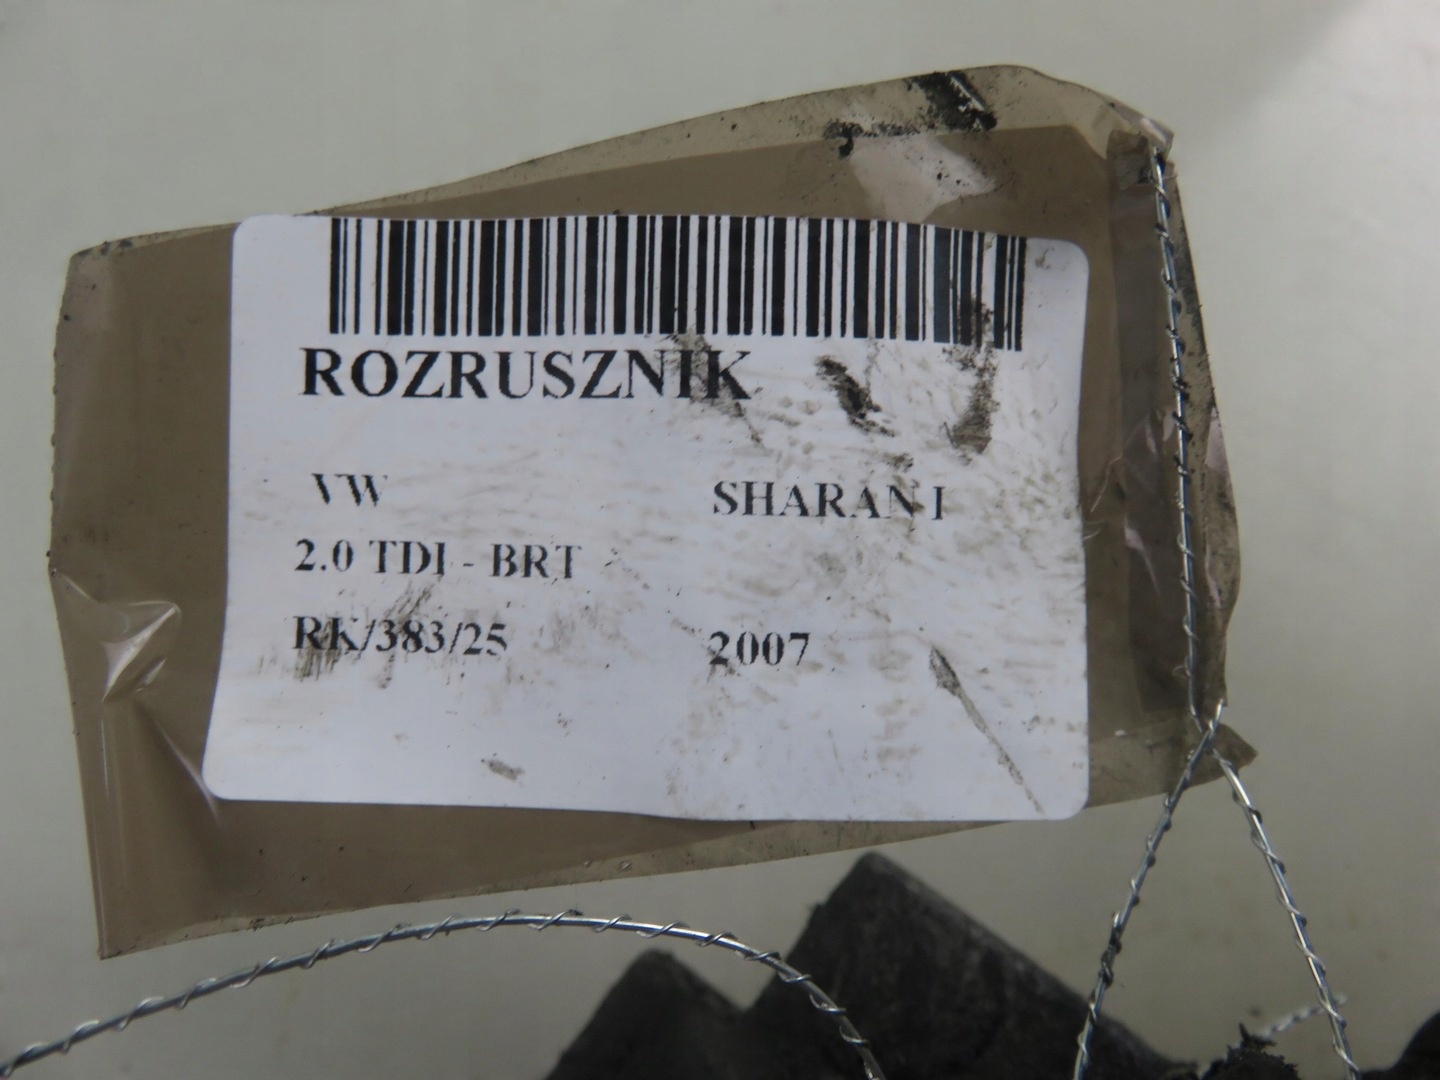 ROZRUSZNIK
VW SHARAN I
2.0 TDI - BRT
RK/383/25 2007